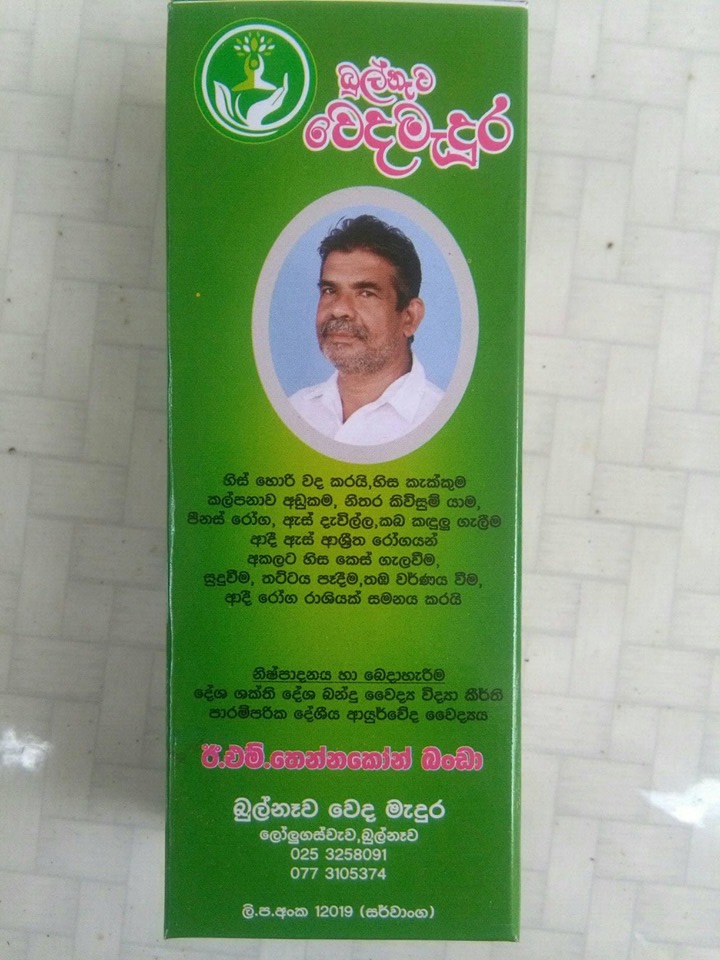 බුල්නෑව
වෙදමැදුර
හිස් හොරි වද කරයි,හිස කැක්කුම
කල්පනාව අඩුකම, නිතර කිවිසුම් යාම,
පීනස් රෝග, ඇස් දැවිල්ල,කබ කඳුලු ගැලීම
ආදී ඇස් ආශ්‍රිත රෝගයන්
අකලට හිස කෙස් ගැලවීම,
සුදුවීම, තට්ටය පෑදීම,තඹ වර්ණය වීම,
ආදී රෝග රාශියක් සමනය කරයි
නිෂ්පාදනය හා බෙදාහැරීම
දේශ ශක්ති දේශ බන්දු වෛද්‍ය විද්‍යා කීර්ති
පාරම්පරික දේශීය ආයුර්වේද වෛද්‍යය
ඊ.එම්.තෙන්නකෝන් බංඩා
බුල්නෑව වෙද මැදුර
ලෝලුගස්වැව,බුල්නෑව
025 3258091
077 3105374
ලි.ප.අංක 12019 (සර්වාංග)